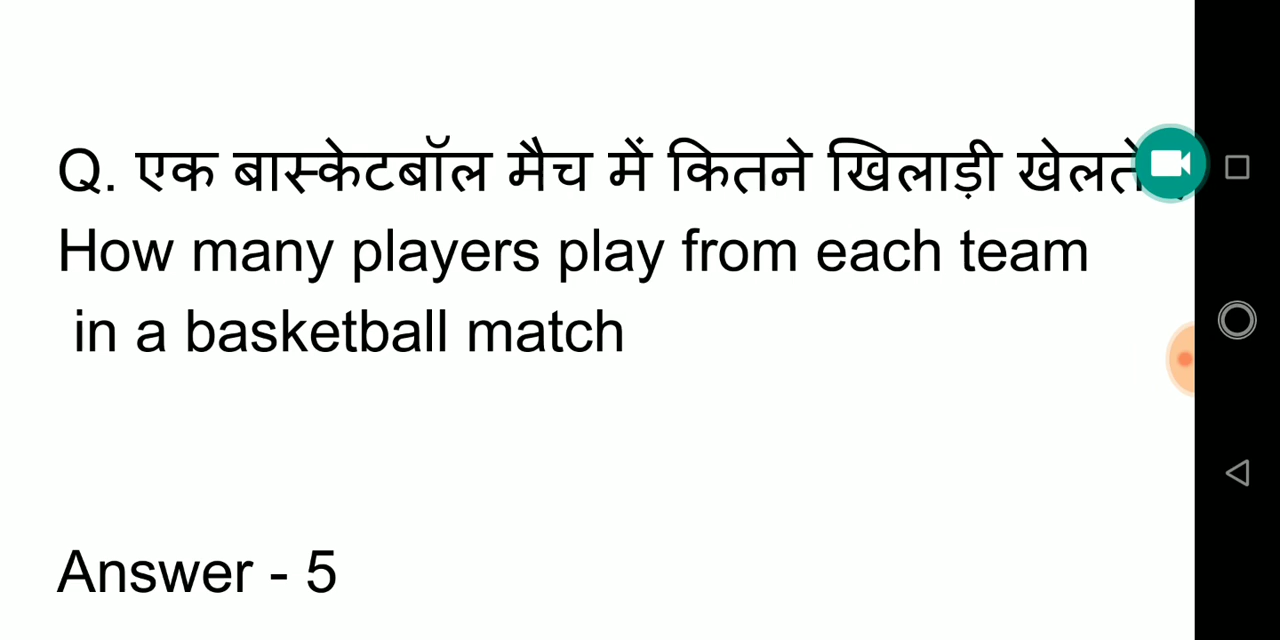 Q. एक बास्केटबॉल मैच में कितने खिलाड़ी खेलते
How many players play from each team
in a basketball match
Answer - 5